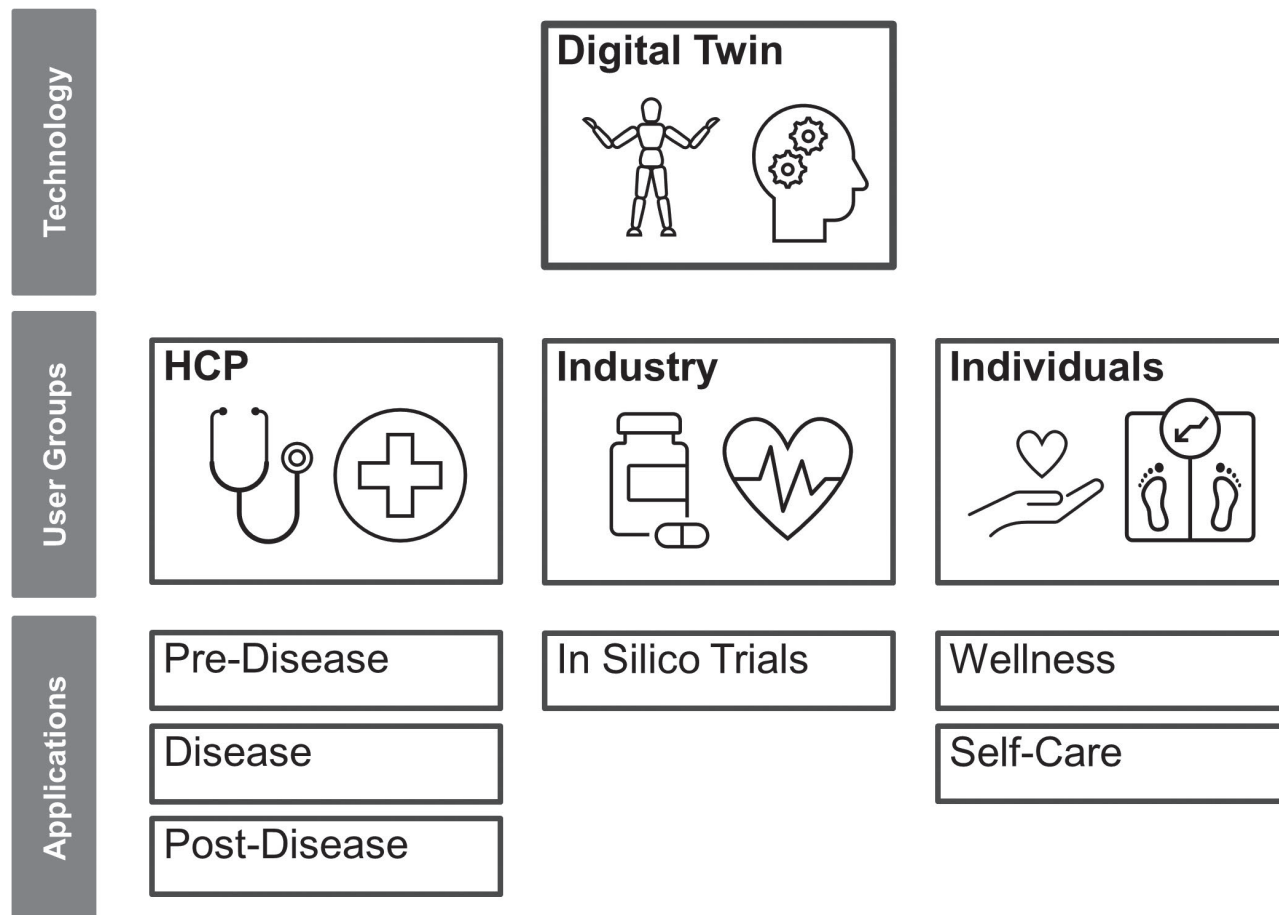 Technology
Digital Twin
User Groups
HCP
Industry
Individuals
Applications
Pre-Disease
In Silico Trials
Wellness
Disease
Self-Care
Post-Disease